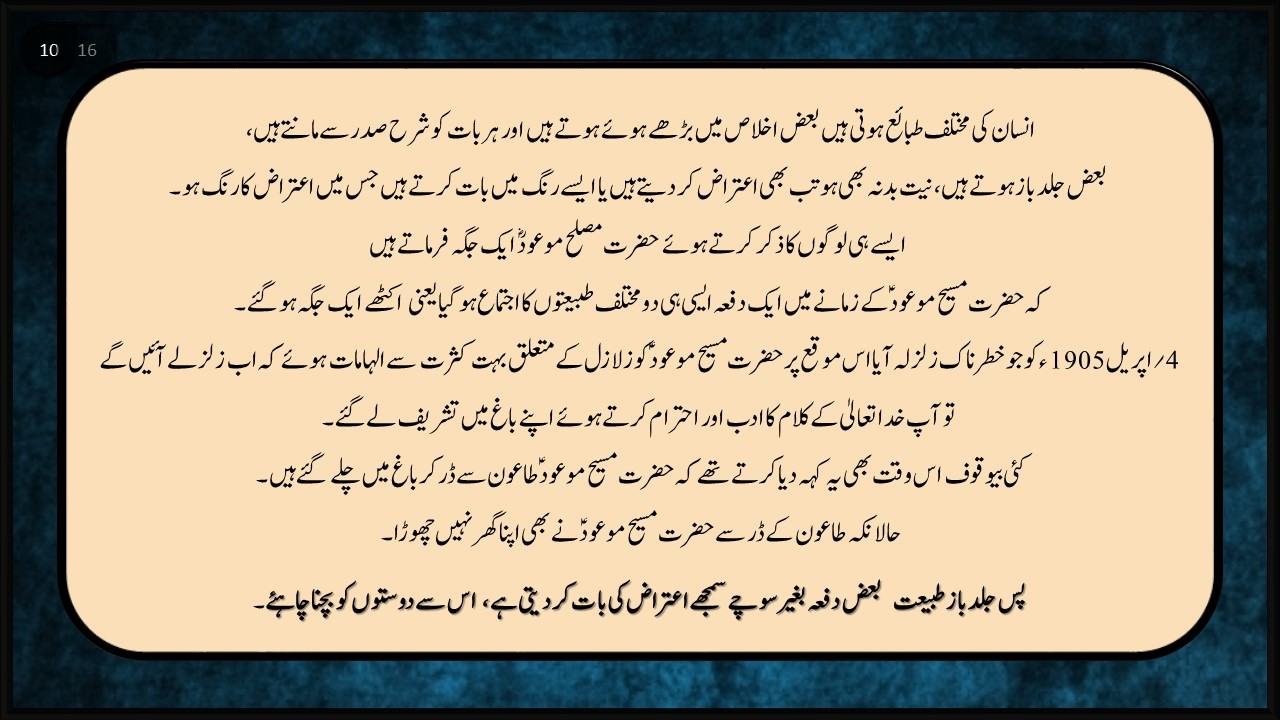 10 16
انسان کی مختلف طبائع ہوتی ہیں بعض اخلاص میں بڑھے ہوئے ہوتے ہیں اور ہر بات کو شرح صدر سے مانتے ہیں،
بعض جلد باز ہوتے ہیں، نیت بد نہ بھی ہو تب بھی اعتراض کر دیتے ہیں یا ایسے رنگ میں بات کرتے ہیں جس میں اعتراض کا رنگ ہو۔
ایسے ہی لوگوں کا ذکر کرتے ہوئے حضرت مصلح موعودؓ ایک جگہ فرماتے ہیں
کہ حضرت مسیح موعودؑ کے زمانے میں ایک دفعہ ایسی ہی دو مختلف طبیعتوں کا اجتماع ہو گیا یعنی اکٹھے ایک جگہ ہو گئے۔
4؍اپریل 1905ء کو جو خطرناک زلزلہ آیا اس موقع پر حضرت مسیح موعودؑ کو زلازل کے متعلق بہت کثرت سے الہامات ہوئے کہ اب زلزلے آئیں گے
تو آپ خدا تعالیٰ کے کلام کا ادب اور احترام کرتے ہوئے اپنے باغ میں تشریف لے گئے۔
کئی بیوقوف اس وقت بھی یہ کہہ دیا کرتے تھے کہ حضرت مسیح موعودؑ طاعون سے ڈر کر باغ میں چلے گئے ہیں۔
حالانکہ طاعون کے ڈر سے حضرت مسیح موعودؑ نے بھی اپنا گھر نہیں چھوڑا۔
پس جلد باز طبیعت بعض دفعہ بغیر سوچے سمجھے اعتراض کی بات کر دیتی ہے، اس سے دوستوں کو بچنا چاہئے۔